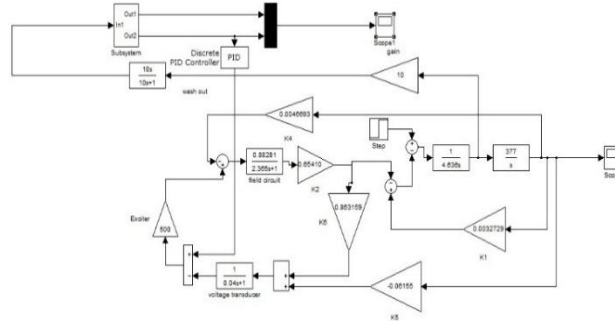 Out1
In1
Out2
Subsystem
Scope1
gain
Discrete
PID Controller
PID
10s
10s+1
wash out
10
0.0046693
K4
Step
0.88281
2.365s+1
field circuit
0.65410
K2
1
4.636s
377
s
Exciter
500
0.953159
K6
0.0032729
K1
1
0.04s+1
voltage transducer
-0.06155
K5